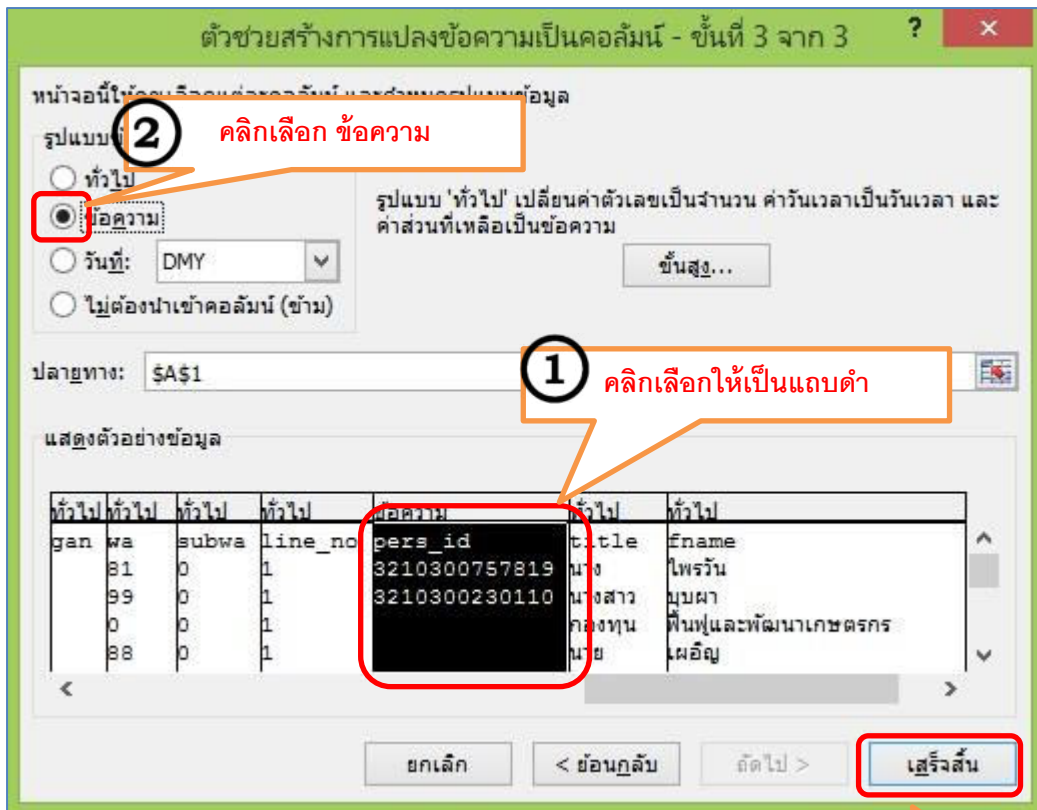 ตัวช่วยสร้างการแปลงข้อความเป็นคอลัมน์ - ขั้นที่ 3 จาก 3 ? ×
หน้าจอนี้ ข้อมูล
2 คลิกเลือก ข้อความ
รูปแบบ
ทั่วไป
ข้อความ
วันที่: DMY
ไม่ต้องนำเข้าคอลัมน์ (ข้าม)
รูปแบบ 'ทั่วไป' เปลี่ยนค่าตัวเลขเป็นจำนวน ค่าวันเวลาเป็นวันเวลา และ
ค่าส่วนที่เหลือเป็นข้อความ
ขั้นสูง...
ปลายทาง: $A$1
1 คลิกเลือกให้เป็นแถบดำ
แสดงตัวอย่างข้อมูล
ทั่วไป ทั่วไป ทั่วไป ทั่วไป ข้อความ ทั่วไป ทั่วไป
gan wa subwa line_no pers_id title fname
81 0 1 3210300757819 นาง ไพรวัน
99 0 1 3210300230110 นางสาว บุบผา
0 0 1 กองทุน ฟื้นฟูและพัฒนาเกษตรกร
88 0 1 นาย เผอิญ
ยกเลิก < ย้อนกลับ ถัดไป > เสร็จสิ้น